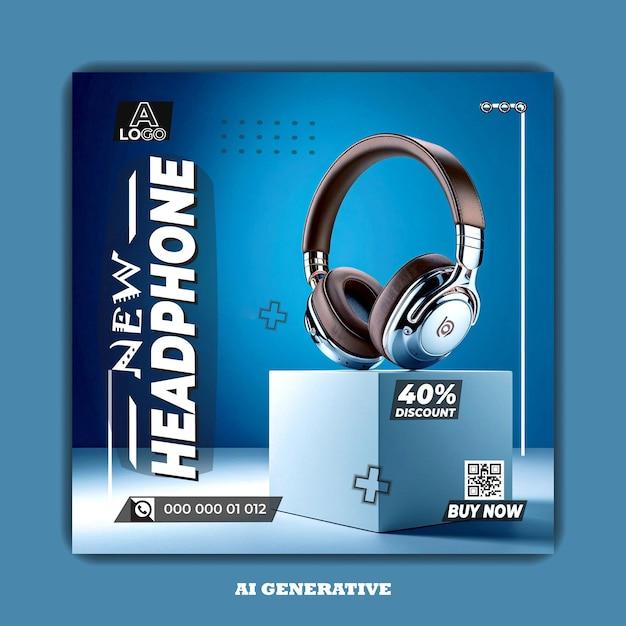 A
LOGO
NEW
HEADPHONE
40%
DISCOUNT
000 000 01 012
BUY NOW
AI GENERATIVE